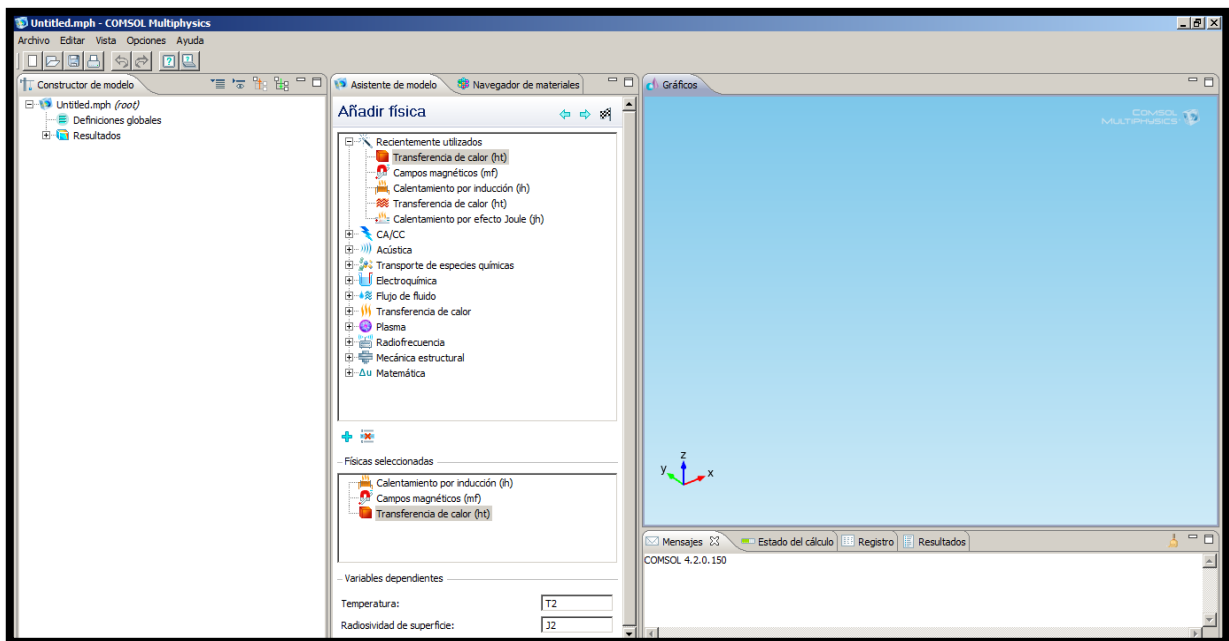 Untitled.mph - COMSOL Multiphysics
Archivo Editar Vista Opciones Ayuda
Constructor de modelo
Untitled.mph (root)
Definiciones globales
Resultados
Asistente de modelo Navegador de materiales
Añadir física
Recientemente utilizados
Transferencia de calor (ht)
Campos magnéticos (mf)
Calentamiento por inducción (ih)
Transferencia de calor (ht)
Calentamiento por efecto Joule (jh)
CA/CC
Acústica
Transporte de especies químicas
Electroquímica
Flujo de fluido
Transferencia de calor
Plasma
Radiofrecuencia
Mecánica estructural
Δu Matemática
Físicas seleccionadas
Calentamiento por inducción (ih)
Campos magnéticos (mf)
Transferencia de calor (ht)
Variables dependientes
Temperatura: T2
Radiosividad de superficie: J2
Gráficos
COMSOL
MULTIPHYSICS
z
y
x
Mensajes Estado del cálculo Registro Resultados
COMSOL 4.2.0.150